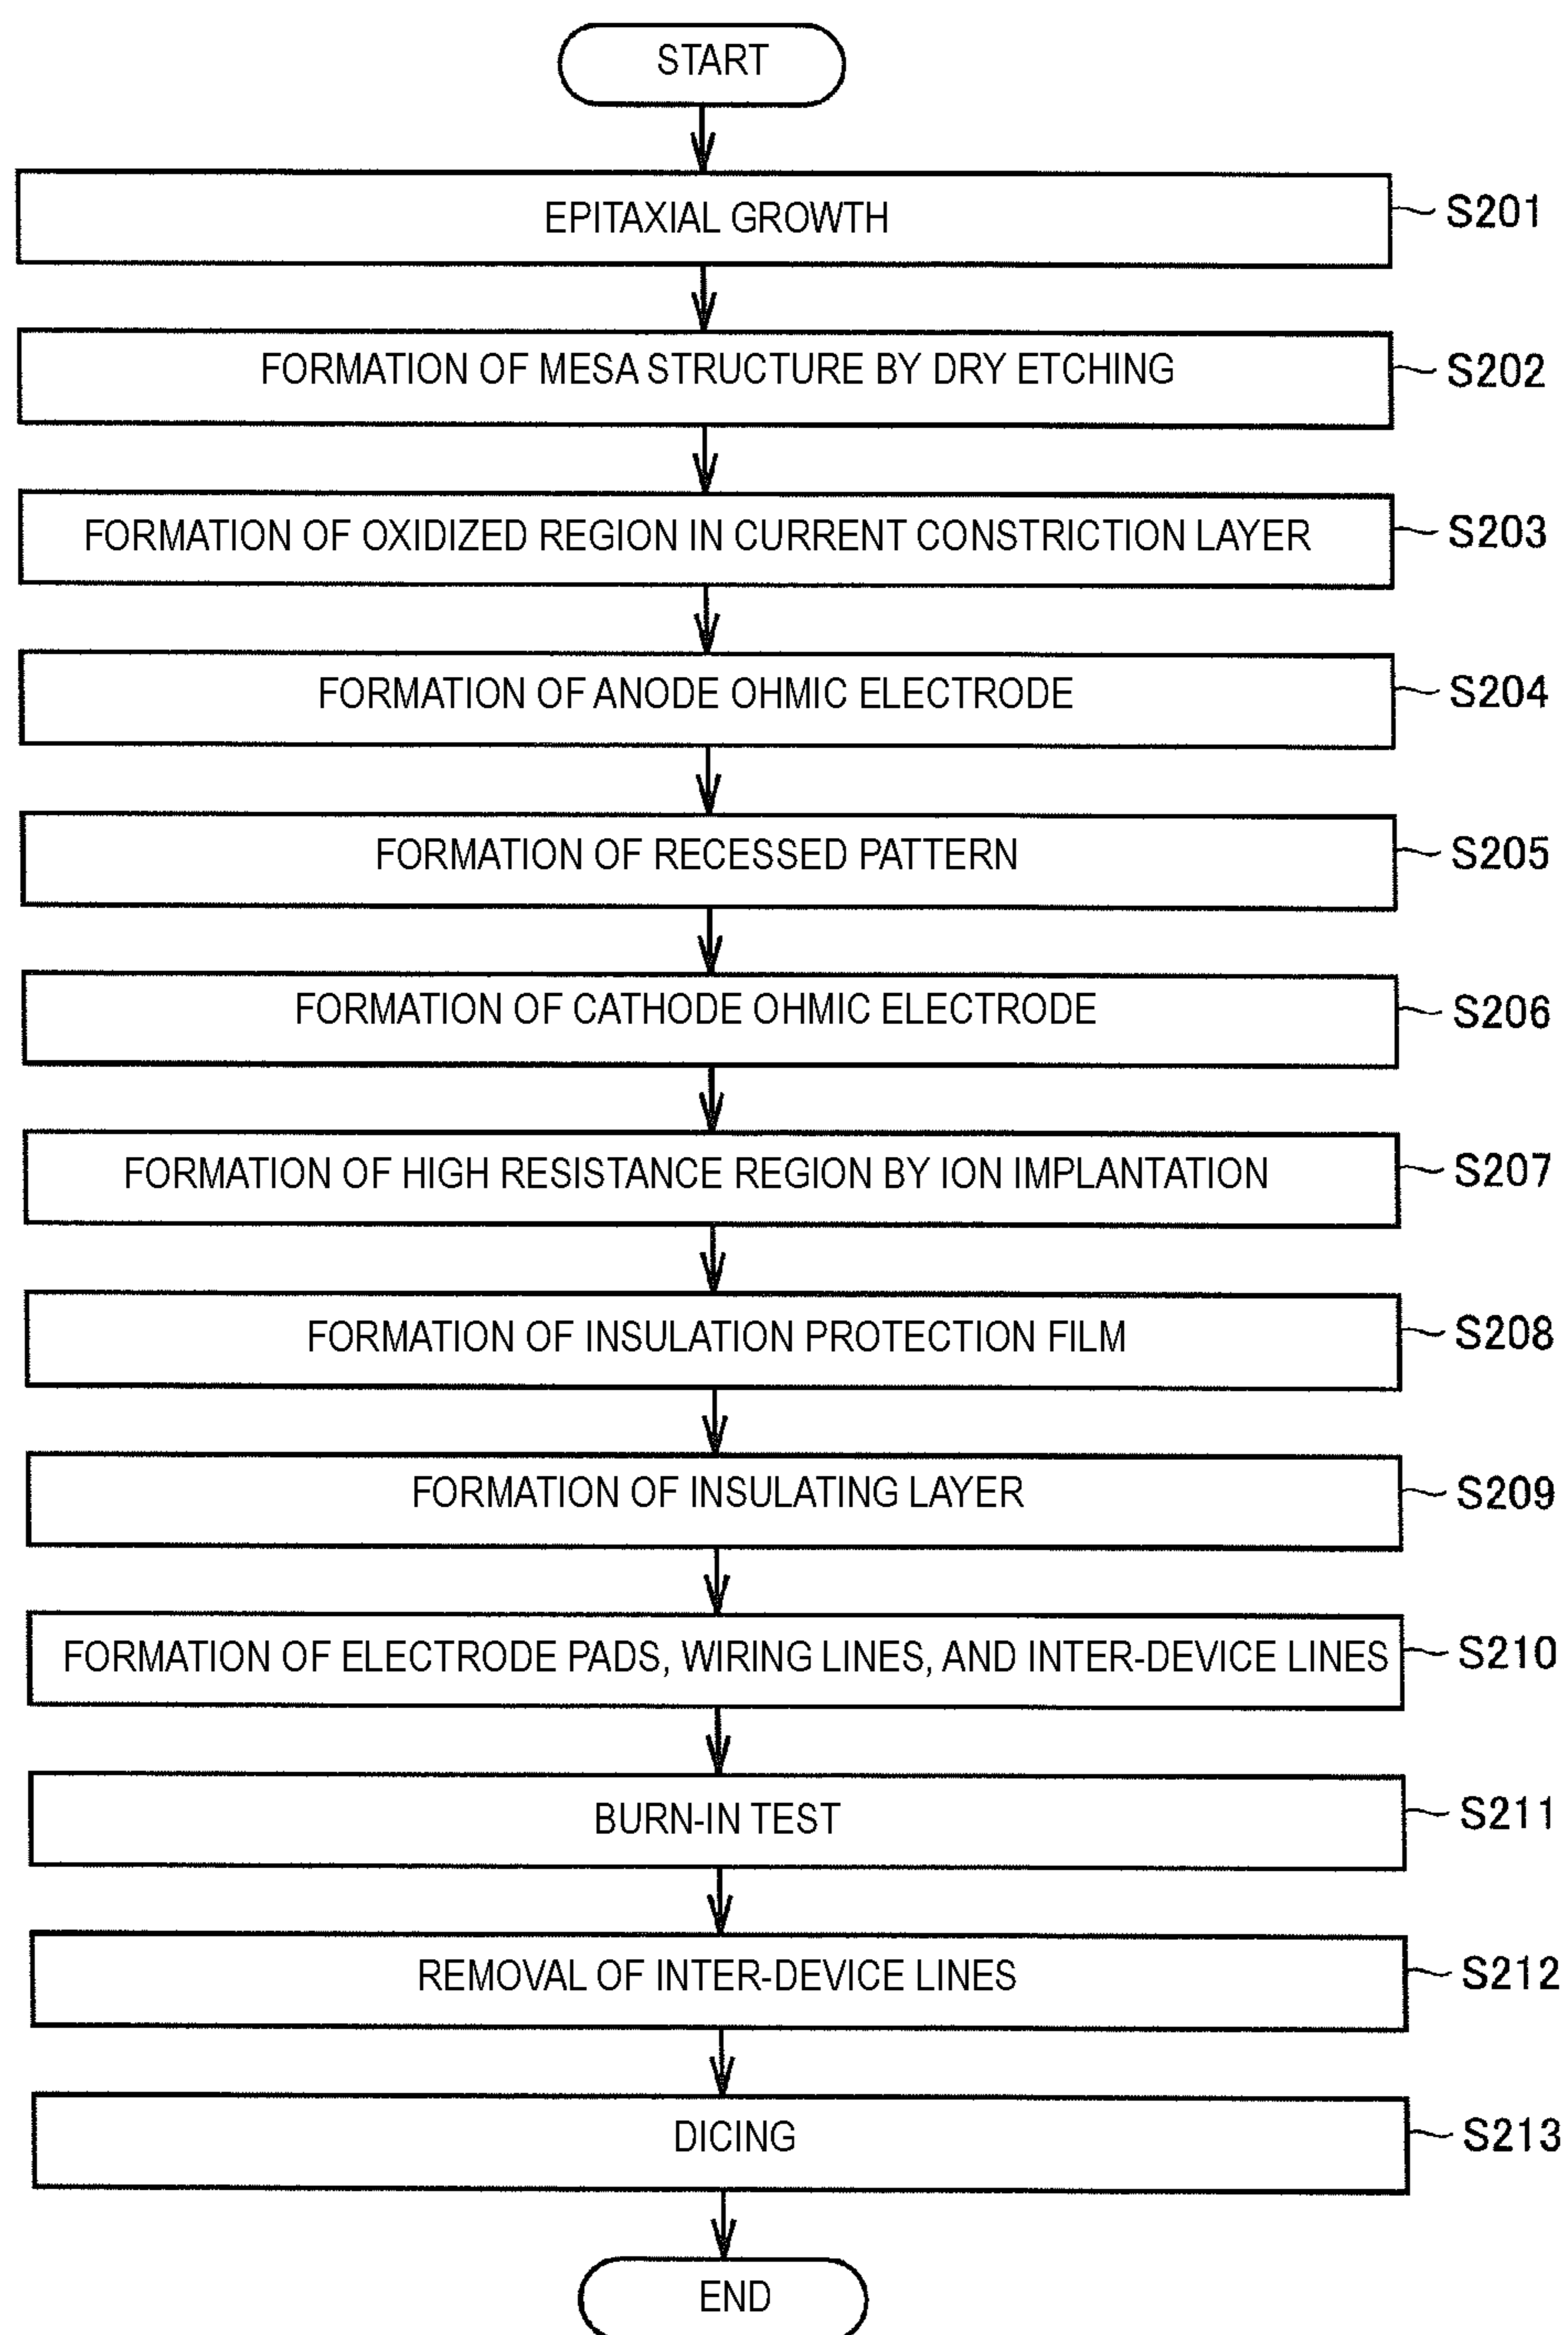 START
EPITAXIAL GROWTH S201
FORMATION OF MESA STRUCTURE BY DRY ETCHING S202
FORMATION OF OXIDIZED REGION IN CURRENT CONSTRICTION LAYER S203
FORMATION OF ANODE OHMIC ELECTRODE S204
FORMATION OF RECESSED PATTERN S205
FORMATION OF CATHODE OHMIC ELECTRODE S206
FORMATION OF HIGH RESISTANCE REGION BY ION IMPLANTATION S207
FORMATION OF INSULATION PROTECTION FILM S208
FORMATION OF INSULATING LAYER S209
FORMATION OF ELECTRODE PADS, WIRING LINES, AND INTER-DEVICE LINES S210
BURN-IN TEST S211
REMOVAL OF INTER-DEVICE LINES S212
DICING S213
END